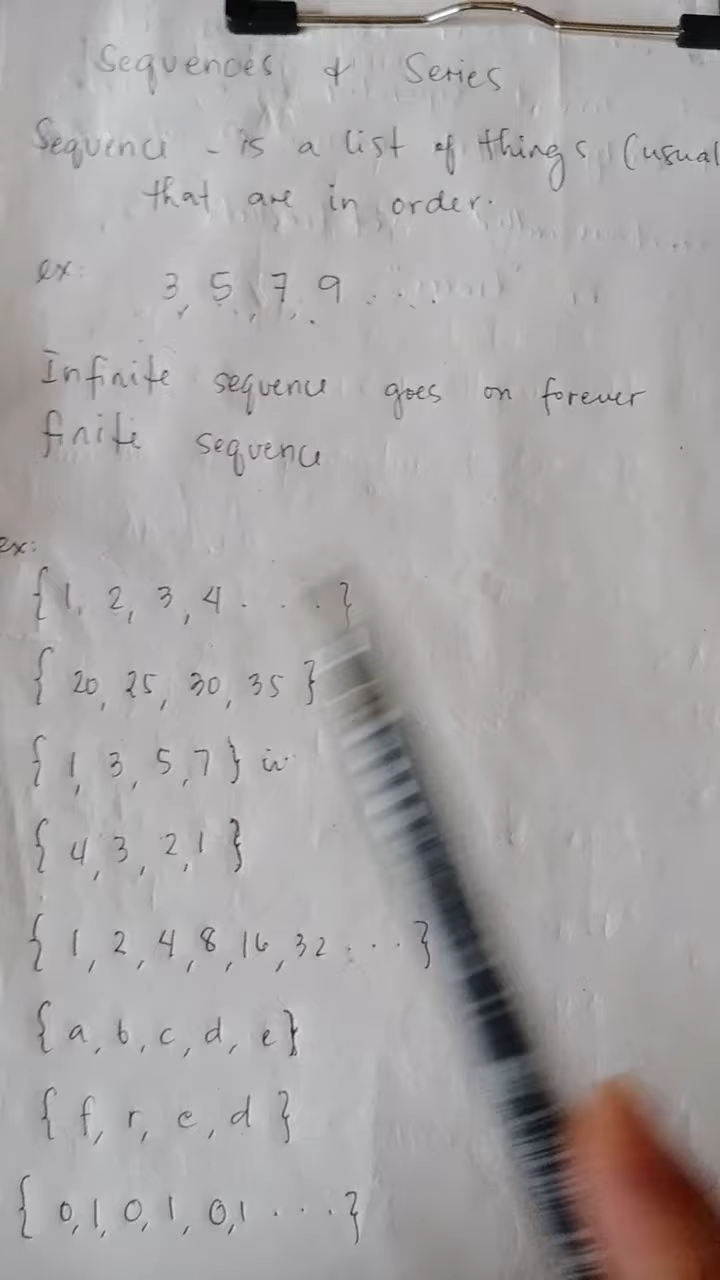 Sequences & Series
Sequence - is a list of things (usual
that are in order.
ex: 3, 5, 7, 9 . . . .
Infinite sequence goes on forever
finite sequence
ex:
{1, 2, 3, 4 . . . }
{ 20, 25, 30, 35 }
{ 1, 3, 5, 7 }
{ 4, 3, 2, 1 }
{ 1, 2, 4, 8, 16, 32 . . . }
{ a, b, c, d, e }
{ f, r, e, d }
{ 0, 1, 0, 1, 0, 1 . . . }